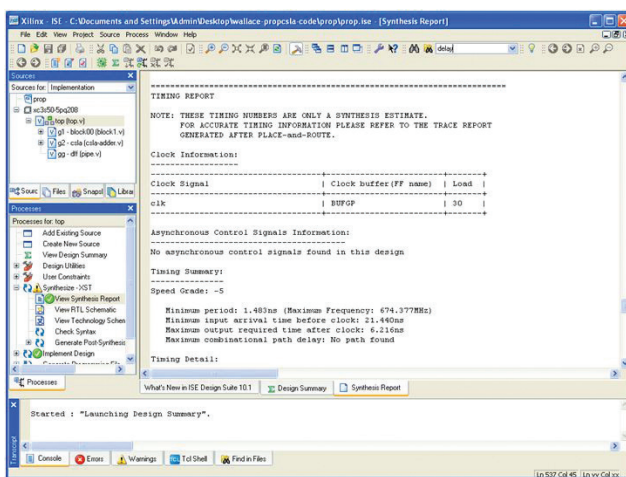 Xilinx - ISE - C:\Documents and Settings\Admin\Desktop\wallace-propcsla-code\prop\prop.ise - [Synthesis Report]
File Edit View Project Source Process Window Help
delay
Sources
Sources for: Implementation
prop
xc3s50-5pq208
top (top.v)
g1 - block00 (block1.v)
g2 - csla (csla-adder.v)
gg - dff (pipe.v)
Sourc Files Snapsl Librai
Processes
Processes for: top
Add Existing Source
Create New Source
View Design Summary
Design Utilities
User Constraints
Synthesize - XST
View Synthesis Report
View RTL Schematic
View Technology Schen
Check Syntax
Generate Post-Synthesis
Implement Design
Generate Programming File
Processes
=========================================================================
TIMING REPORT
NOTE: THESE TIMING NUMBERS ARE ONLY A SYNTHESIS ESTIMATE.
FOR ACCURATE TIMING INFORMATION PLEASE REFER TO THE TRACE REPORT
GENERATED AFTER PLACE-and-ROUTE.
Clock Information:
------------------
-----------------------------------+------------------------+-------+
Clock Signal | Clock buffer(FF name) | Load |
-----------------------------------+------------------------+-------+
clk | BUFGP | 30 |
-----------------------------------+------------------------+-------+
Asynchronous Control Signals Information:
----------------------------------------
No asynchronous control signals found in this design
Timing Summary:
---------------
Speed Grade: -5
Minimum period: 1.483ns (Maximum Frequency: 674.377MHz)
Minimum input arrival time before clock: 21.440ns
Maximum output required time after clock: 6.216ns
Maximum combinational path delay: No path found
Timing Detail:
What's New in ISE Design Suite 10.1 Design Summary Synthesis Report
Started : "Launching Design Summary".
Transcript
Console Errors Warnings Tcl Shell Find in Files
Ln 537 Col 45 Ln vv Col xx